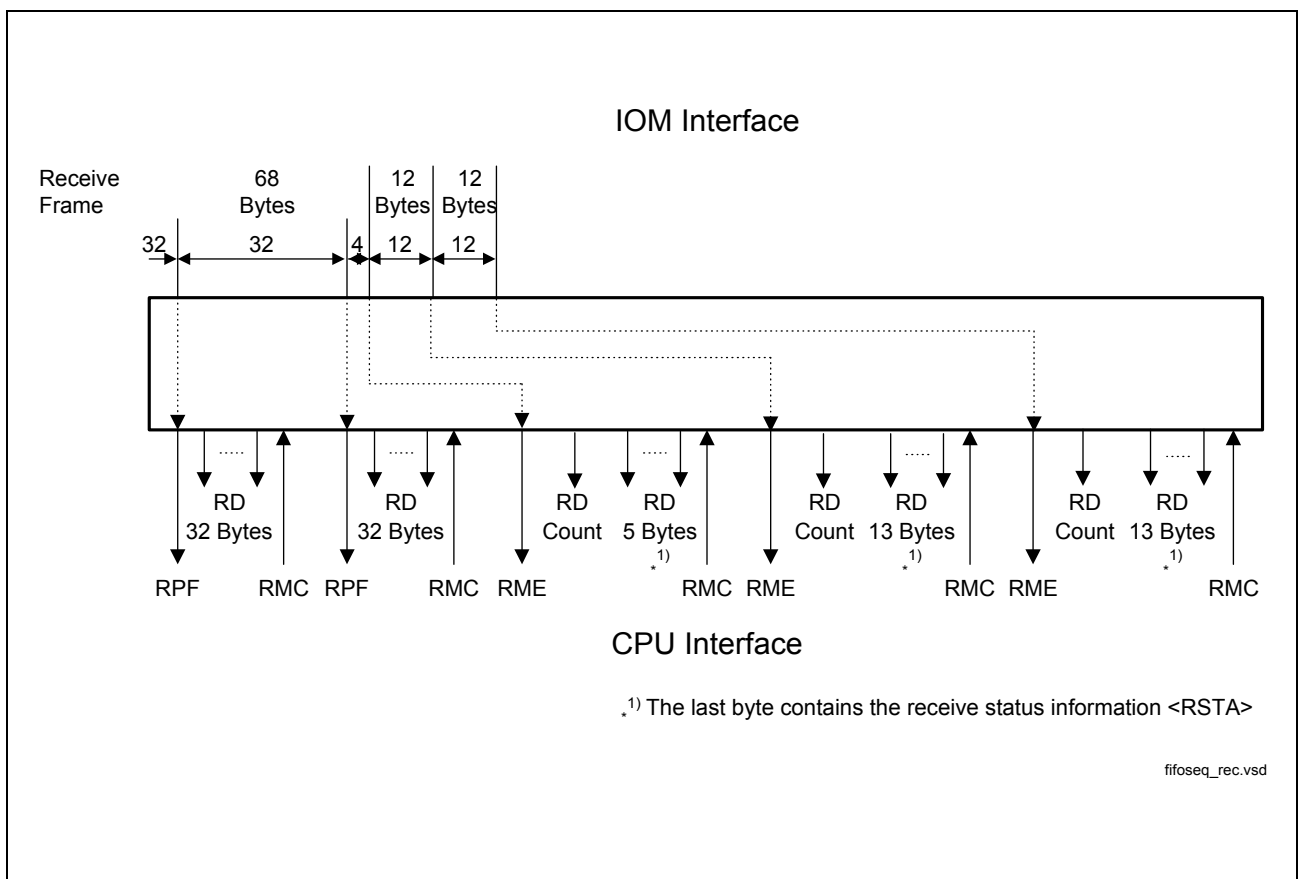 IOM Interface
Receive
Frame
68
Bytes
12
Bytes
12
Bytes
32 32 4 12 12
RD
32 Bytes
RD
32 Bytes
RD
Count
RD
5 Bytes
*1)
RD
Count
RD
13 Bytes
*1)
RD
Count
RD
13 Bytes
*1)
RPF RMC RPF RMC RME RMC RME RMC RME RMC
CPU Interface
*1) The last byte contains the receive status information <RSTA>
fifoseq_rec.vsd